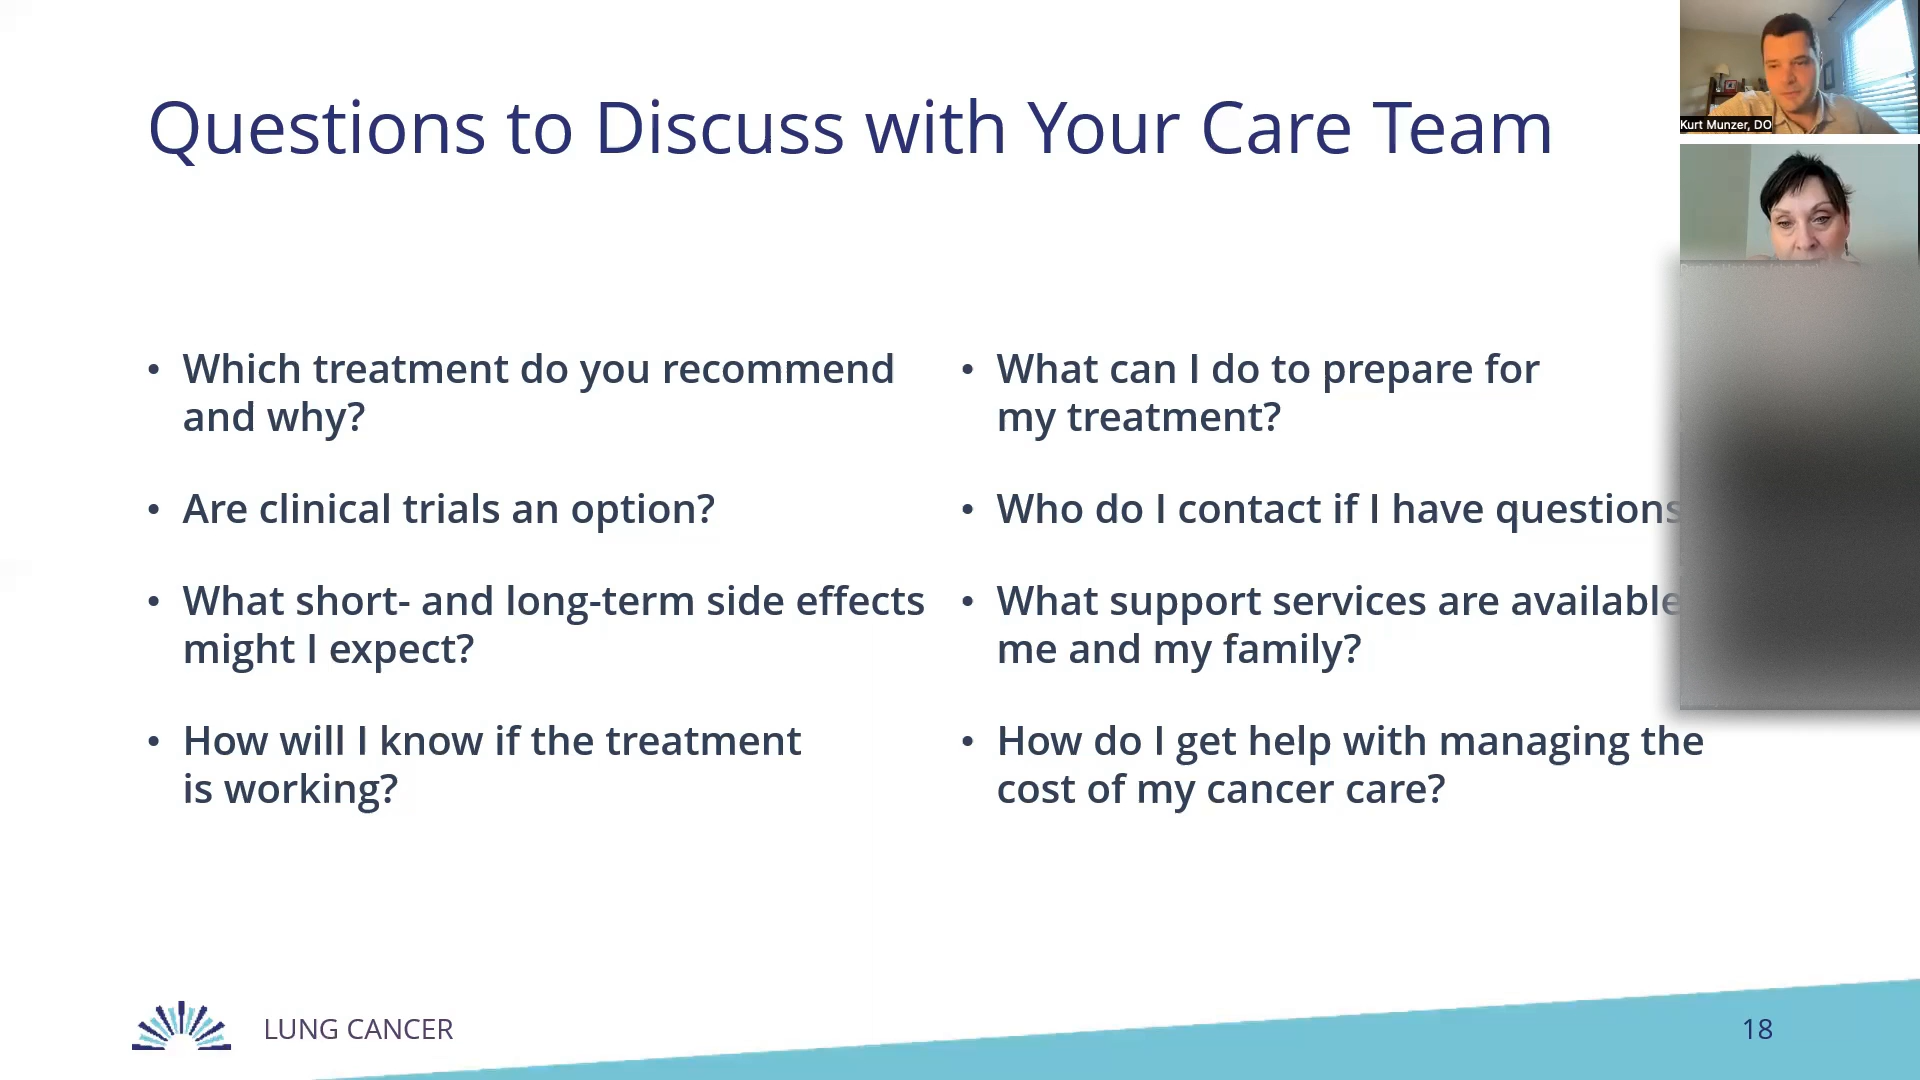 Questions to Discuss with Your Care Team
Kurt Munzer, DO
• Which treatment do you recommend
and why?
• Are clinical trials an option?
• What short- and long-term side effects
might I expect?
• How will I know if the treatment
is working?
• What can I do to prepare for
my treatment?
• Who do I contact if I have questions
• What support services are available
me and my family?
• How do I get help with managing the
cost of my cancer care?
LUNG CANCER
18